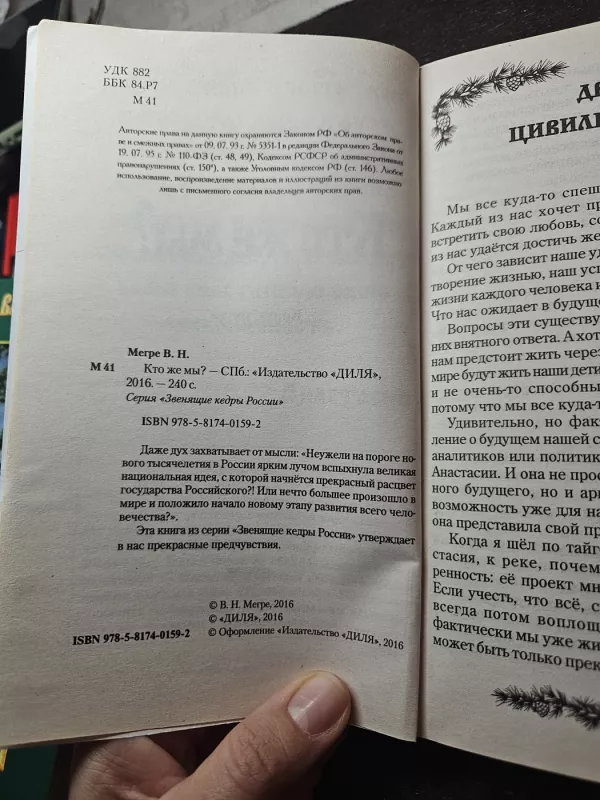 УДК 882
ББК 84.Р7
М 41
Авторские права на данную книгу охраняются Законом РФ «Об авторском пра-
ве и смежных правах» от 09. 07. 93 г. № 5351-1 в редакции Федерального Закона от
19. 07. 95 г. № 110-ФЗ (ст. 48, 49), Кодексом РСФСР об административных
правонарушениях (ст. 150⁴), а также Уголовным кодексом РФ (ст. 146). Любое
использование, воспроизведение материалов и иллюстраций из книги возможно
лишь с письменного согласия владельцев авторских прав.
Мегре В. Н.
М 41 Кто же мы? — СПб.: «Издательство «ДИЛЯ»,
2016. — 240 с.
Серия «Звенящие кедры России»
ISBN 978-5-8174-0159-2
Даже дух захватывает от мысли: «Неужели на пороге но-
вого тысячелетия в России ярким лучом вспыхнула великая
национальная идея, с которой начнётся прекрасный расцвет
государства Российского?! Или нечто большее произошло в
мире и положило начало новому этапу развития всего чело-
вечества?».
Эта книга из серии «Звенящие кедры России» утверждает
в нас прекрасные предчувствия.
© В. Н. Мегре, 2016
© «ДИЛЯ», 2016
ISBN 978-5-8174-0159-2 © Оформление «Издательство «ДИЛЯ», 2016
ЦИВИЛ
Мы все куда-то спеш
Каждый из нас хочет пр
встретить свою любовь, со
из нас удаётся достичь же
От чего зависит наше уд
творение жизнью, наш усп
жизни каждого человека и
Что нас ожидает в будуще
Вопросы эти существу
них внятного ответа. А хот
нам предстоит жить через
мире будут жить наши дети
и не очень-то способны
потому что мы все куда-т
Удивительно, но фак
ление о будущем нашей с
аналитиков или политик
Анастасии. И она не прос
ного будущего, но и ар
возможность уже для на
она представила свой пр
Когда я шёл по тайг
стасия, к реке, почем
ренность: её проект мн
Если учесть, что всё, с
всегда потом воплощ
фактически мы уже жи
может быть только прек